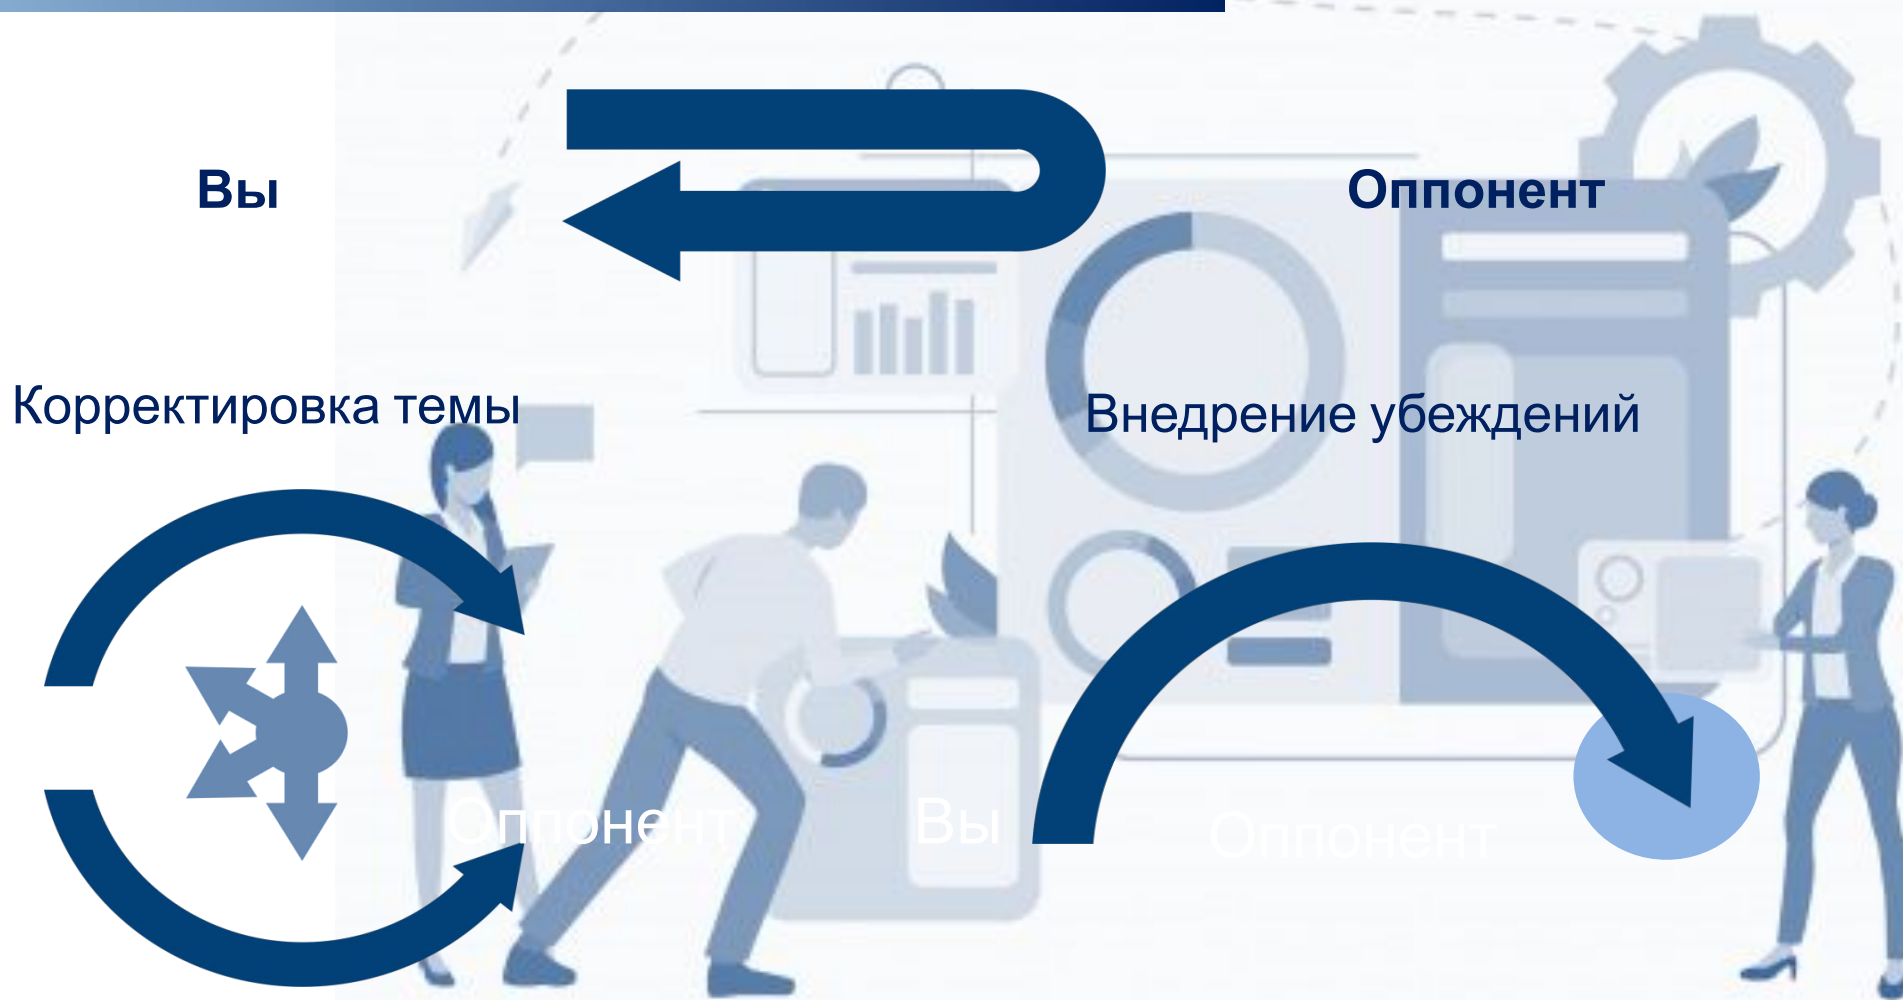 Вы
Оппонент
Корректировка темы
Внедрение убеждений
Оппонент
Вы
Оппонент